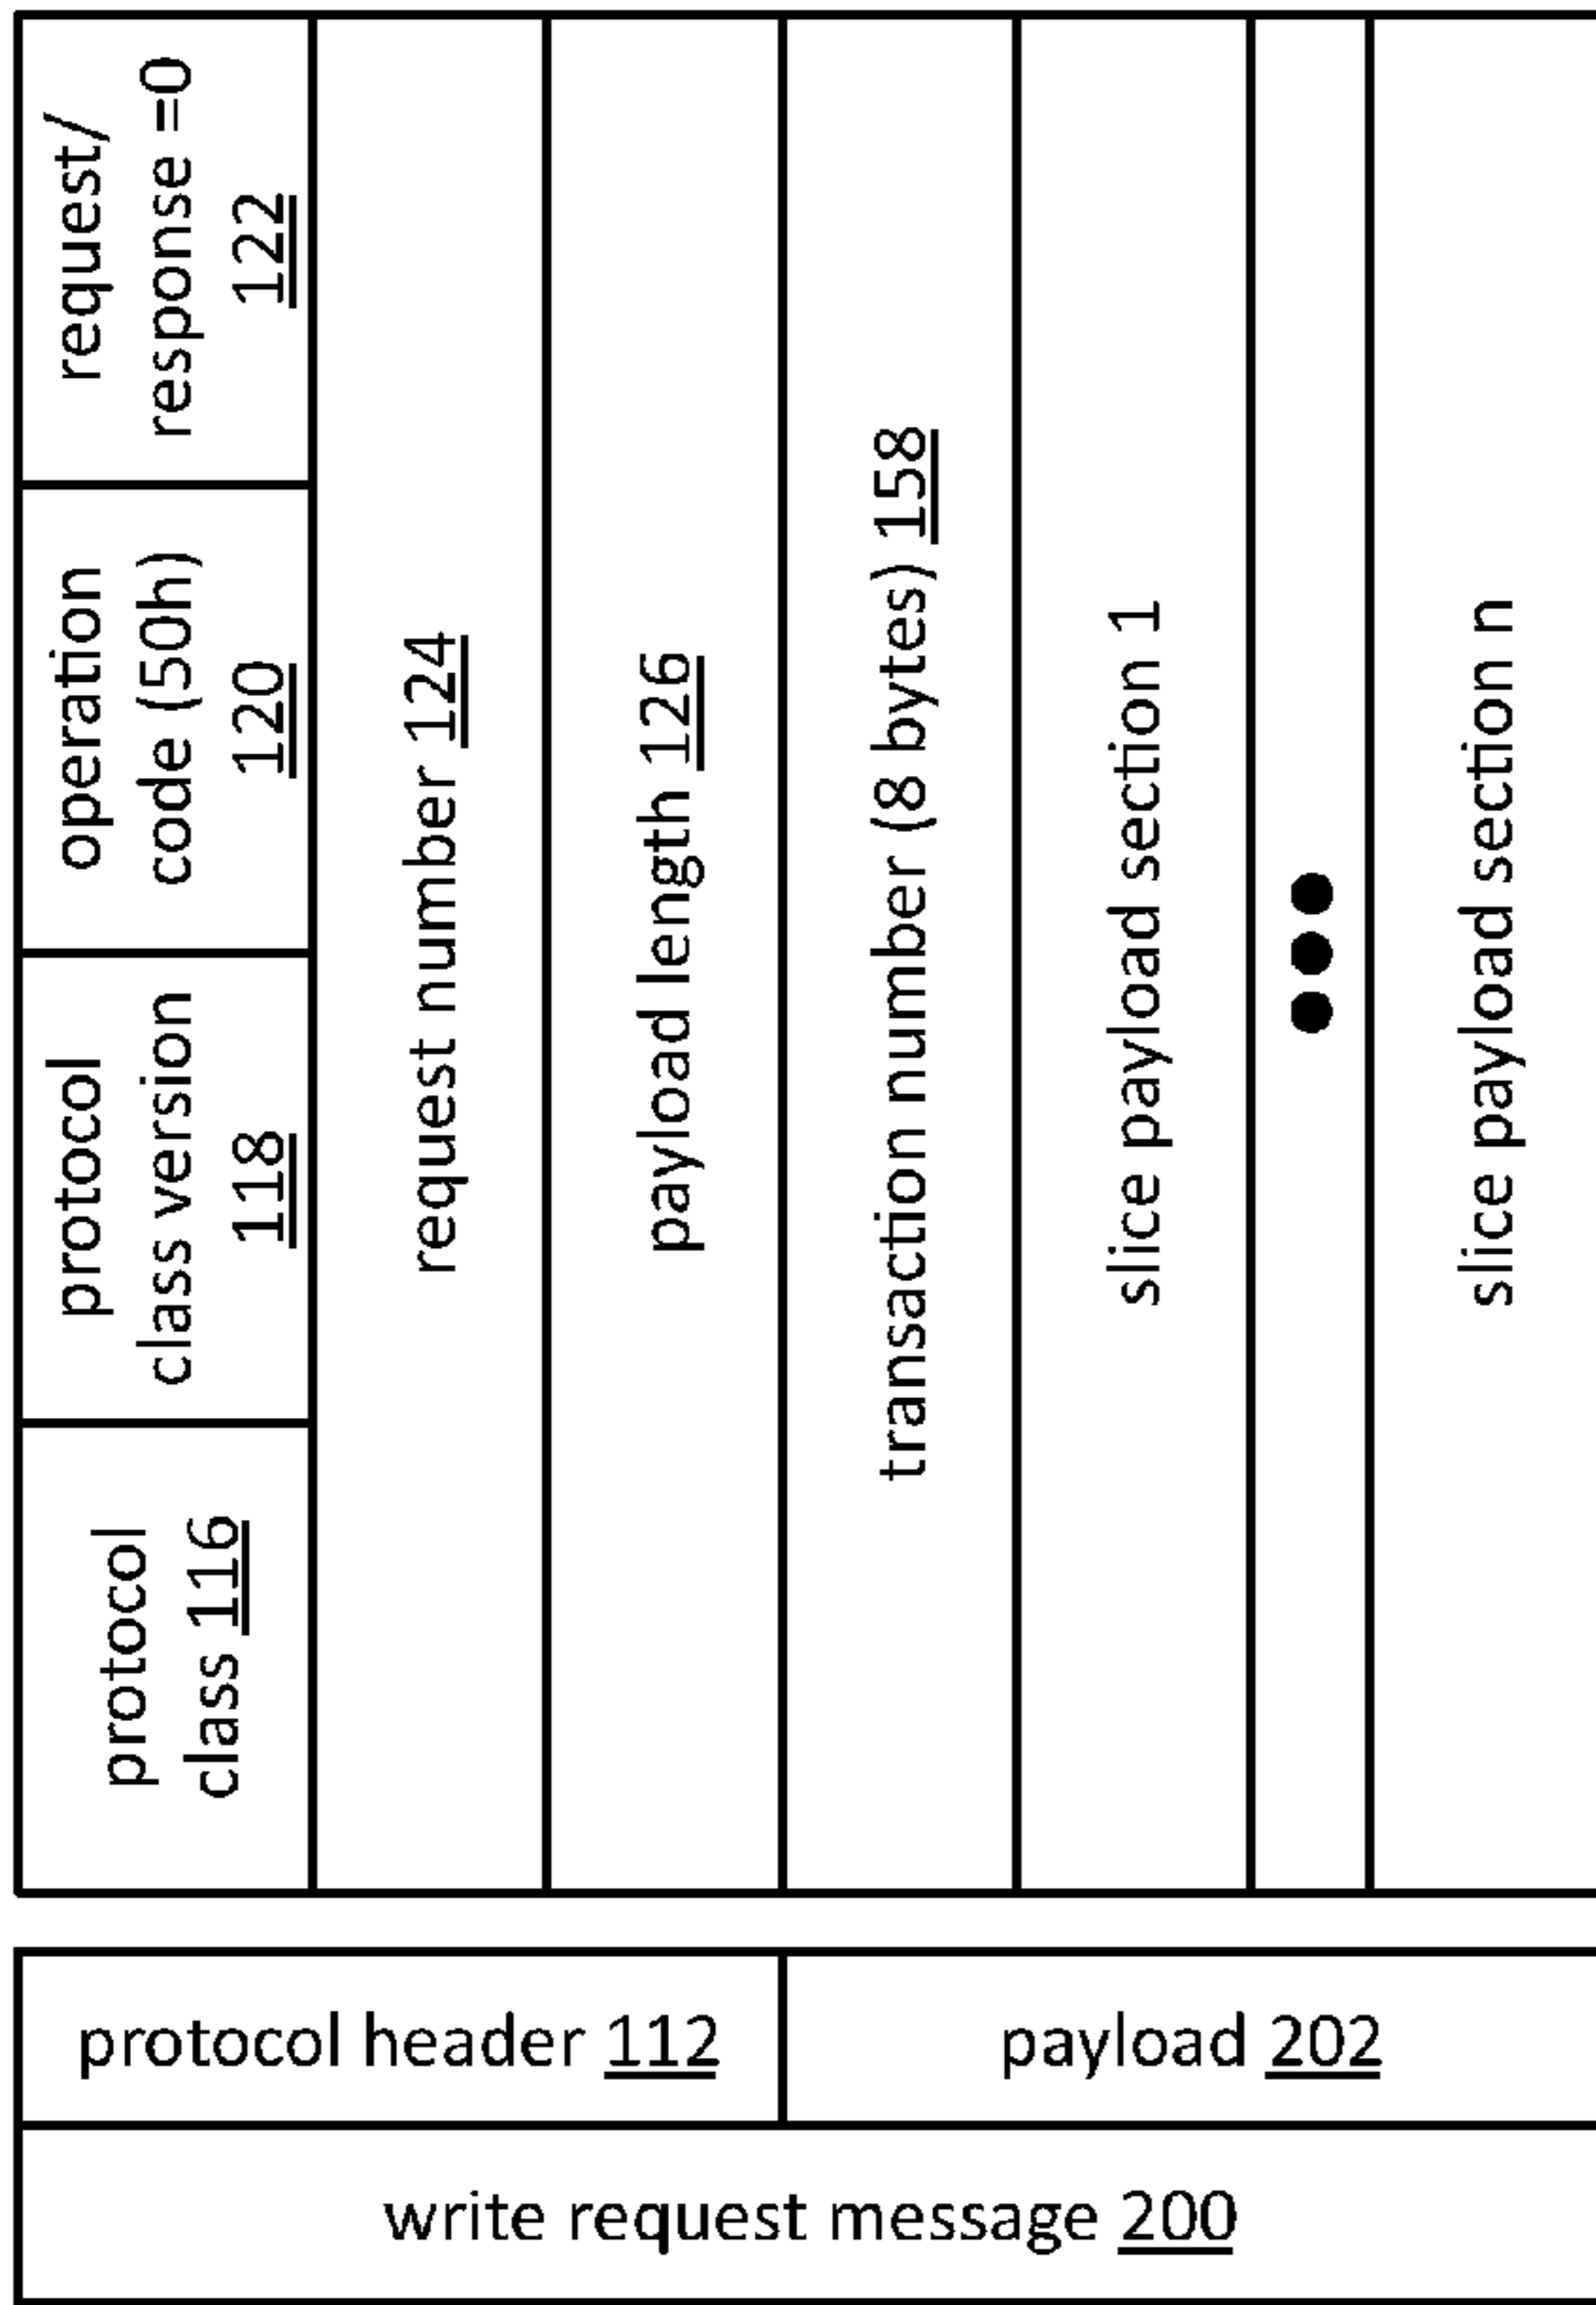 protocol
class 116
protocol
class version
118
operation
code (50h)
120
request/
response =0
122
request number 124
payload length 126
transaction number (8 bytes) 158
slice payload section 1
slice payload section n
protocol header 112
payload 202
write request message 200